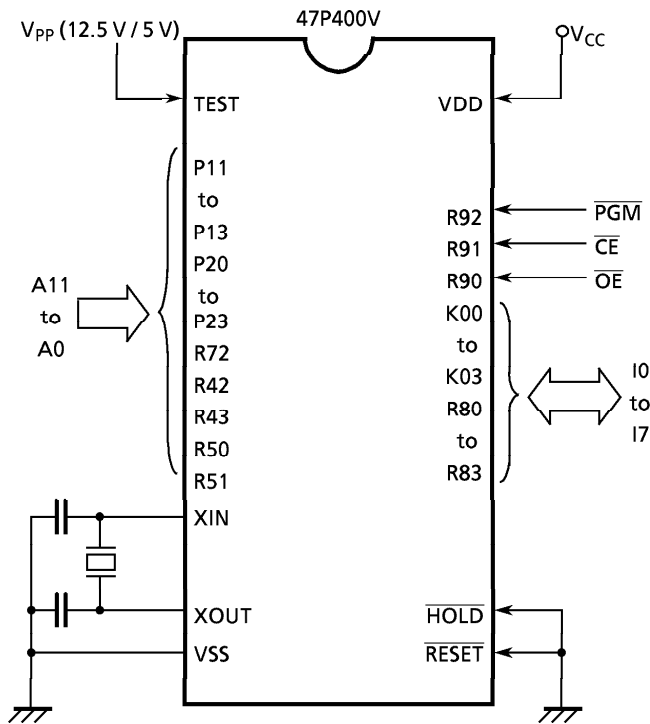 47P400V
VPP (12.5 V / 5 V)
VCC
TEST
VDD
P11
to
P13
P20
to
P23
R72
R42
R43
R50
R51
A11
to
A0
R92
PGM
R91
CE
R90
OE
K00
to
K03
R80
to
R83
I0
to
I7
XIN
XOUT
HOLD
VSS
RESET